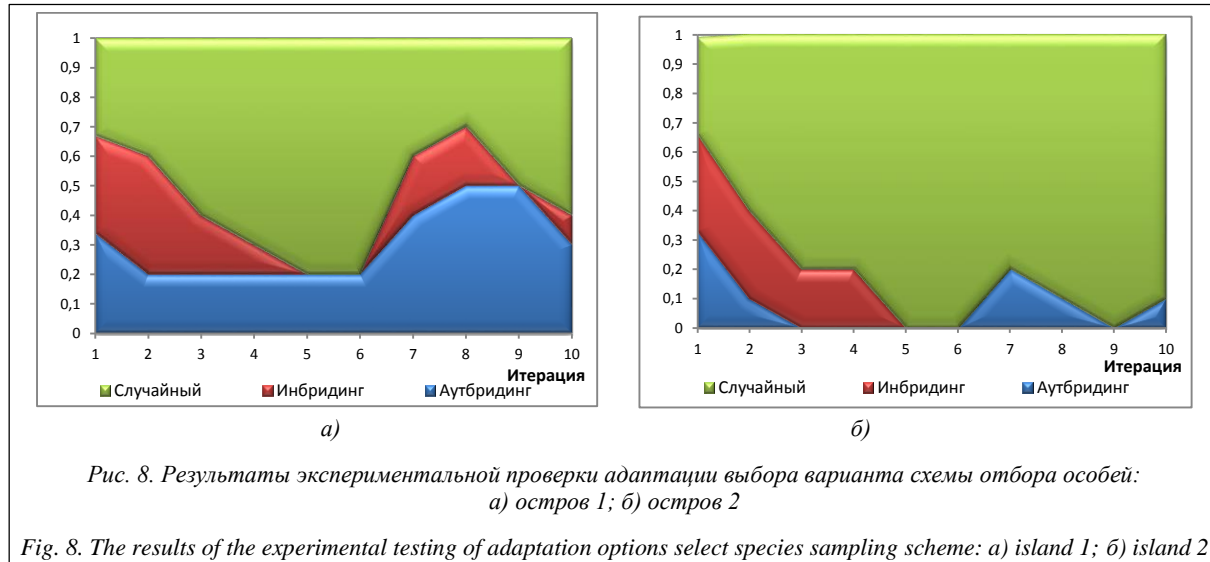 1
0,9
0,8
0,7
0,6
0,5
0,4
0,3
0,2
0,1
0
1 2 3 4 5 6 7 8 9 10
Итерация
Случайный Инбридинг Аутбридинг
а)
1
0,9
0,8
0,7
0,6
0,5
0,4
0,3
0,2
0,1
0
1 2 3 4 5 6 7 8 9 10
Итерация
Случайный Инбридинг Аутбридинг
б)
Рис. 8. Результаты экспериментальной проверки адаптации выбора варианта схемы отбора особей:
а) остров 1; б) остров 2
Fig. 8. The results of the experimental testing of adaptation options select species sampling scheme: a) island 1; б) island 2